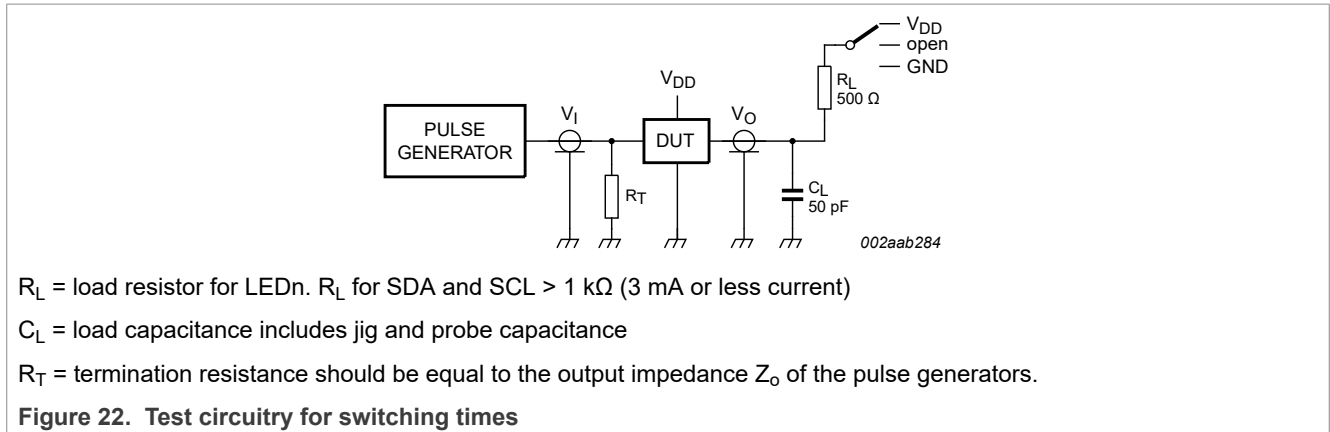 V_DD
open
GND
R_L
500 Ω
V_DD
V_I
V_O
PULSE
GENERATOR
DUT
R_T
C_L
50 pF
002aab284
R_L = load resistor for LEDn. R_L for SDA and SCL > 1 kΩ (3 mA or less current)
C_L = load capacitance includes jig and probe capacitance
R_T = termination resistance should be equal to the output impedance Z_o of the pulse generators.
Figure 22. Test circuitry for switching times